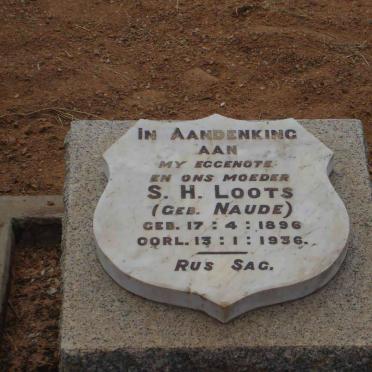 In Aandenking
aan
my eggenote
en ons moeder
S. H. Loots
(geb. Naude)
geb. 17:4:1896
oorl. 13:1:1936.
Rus Sag.